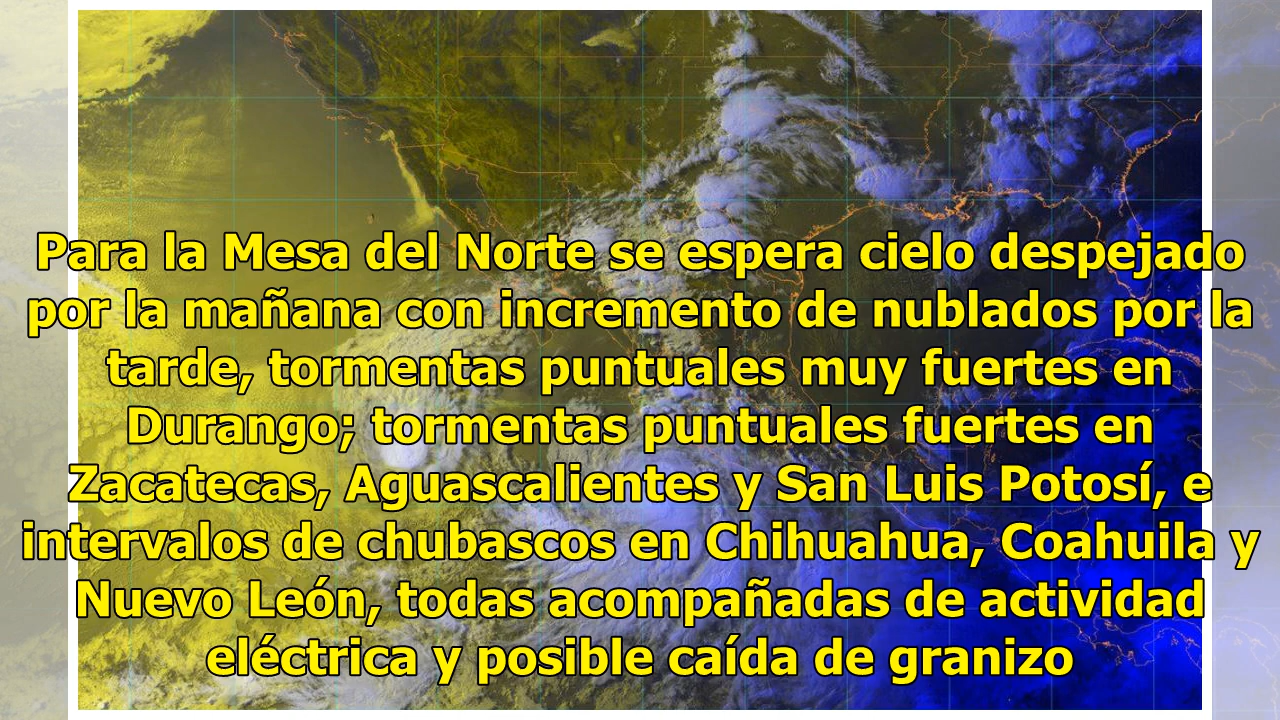 Para la Mesa del Norte se espera cielo despejado
por la mañana con incremento de nublados por la
tarde, tormentas puntuales muy fuertes en
Durango; tormentas puntuales fuertes en
Zacatecas, Aguascalientes y San Luis Potosí, e
intervalos de chubascos en Chihuahua, Coahuila y
Nuevo León, todas acompañadas de actividad
eléctrica y posible caída de granizo